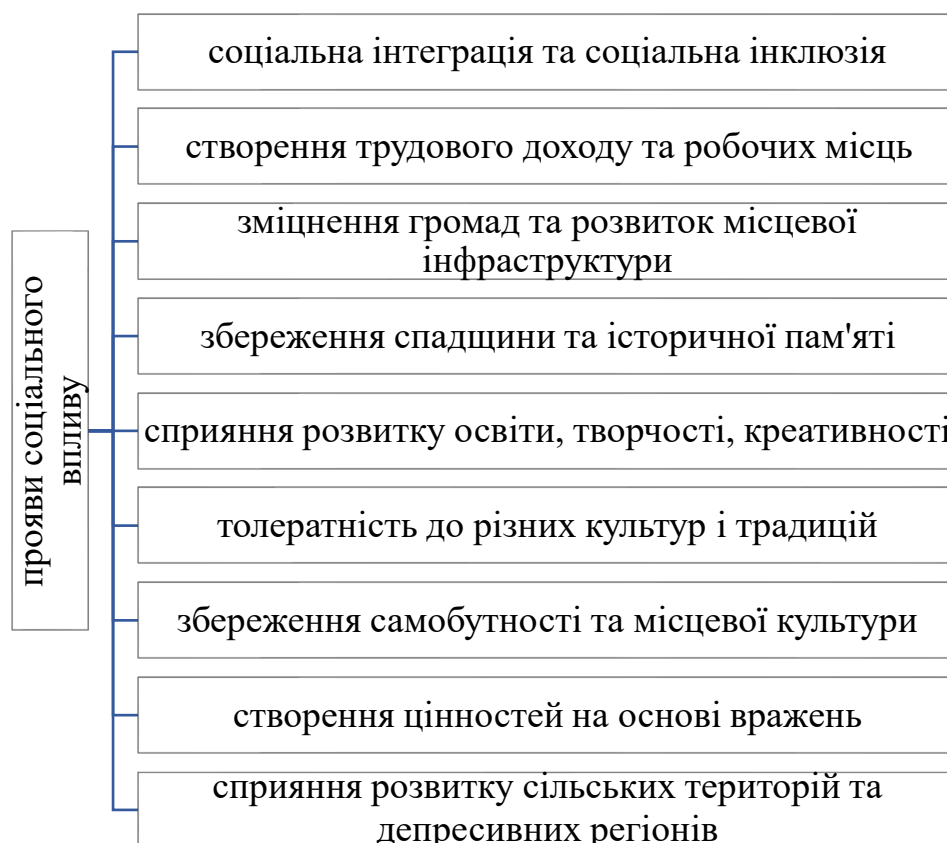 прояви соціального
впливу
соціальна інтеграція та соціальна інклюзія
створення трудового доходу та робочих місць
зміцнення громад та розвиток місцевої
інфраструктури
збереження спадщини та історичної пам'яті
сприяння розвитку освіти, творчості, креативності
толератність до різних культур і традицій
збереження самобутності та місцевої культури
створення цінностей на основі вражень
сприяння розвитку сільських територій та
депресивних регіонів